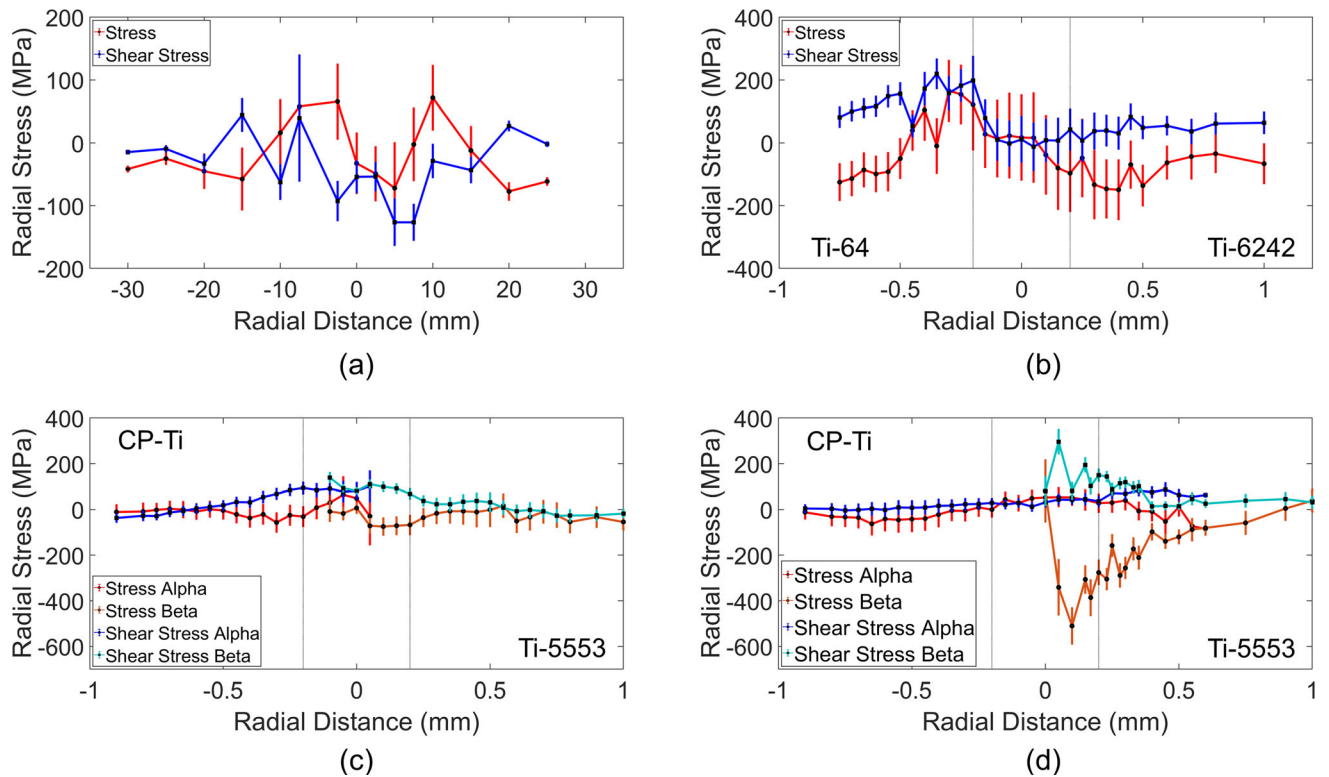 200
100
0
-100
-200
Radial Stress (MPa)
Stress
Shear Stress
-30 -20 -10 0 10 20 30
Radial Distance (mm)
(a)
400
200
0
-200
-400
Radial Stress (MPa)
Stress
Shear Stress
Ti-64 Ti-6242
-1 -0.5 0 0.5 1
Radial Distance (mm)
(b)
400
200
0
-200
-400
-600
Radial Stress (MPa)
CP-Ti
Stress Alpha
Stress Beta
Shear Stress Alpha
Shear Stress Beta
Ti-5553
-1 -0.5 0 0.5 1
Radial Distance (mm)
(c)
400
200
0
-200
-400
-600
Radial Stress (MPa)
CP-Ti
Stress Alpha
Stress Beta
Shear Stress Alpha
Shear Stress Beta
Ti-5553
-1 -0.5 0 0.5 1
Radial Distance (mm)
(d)